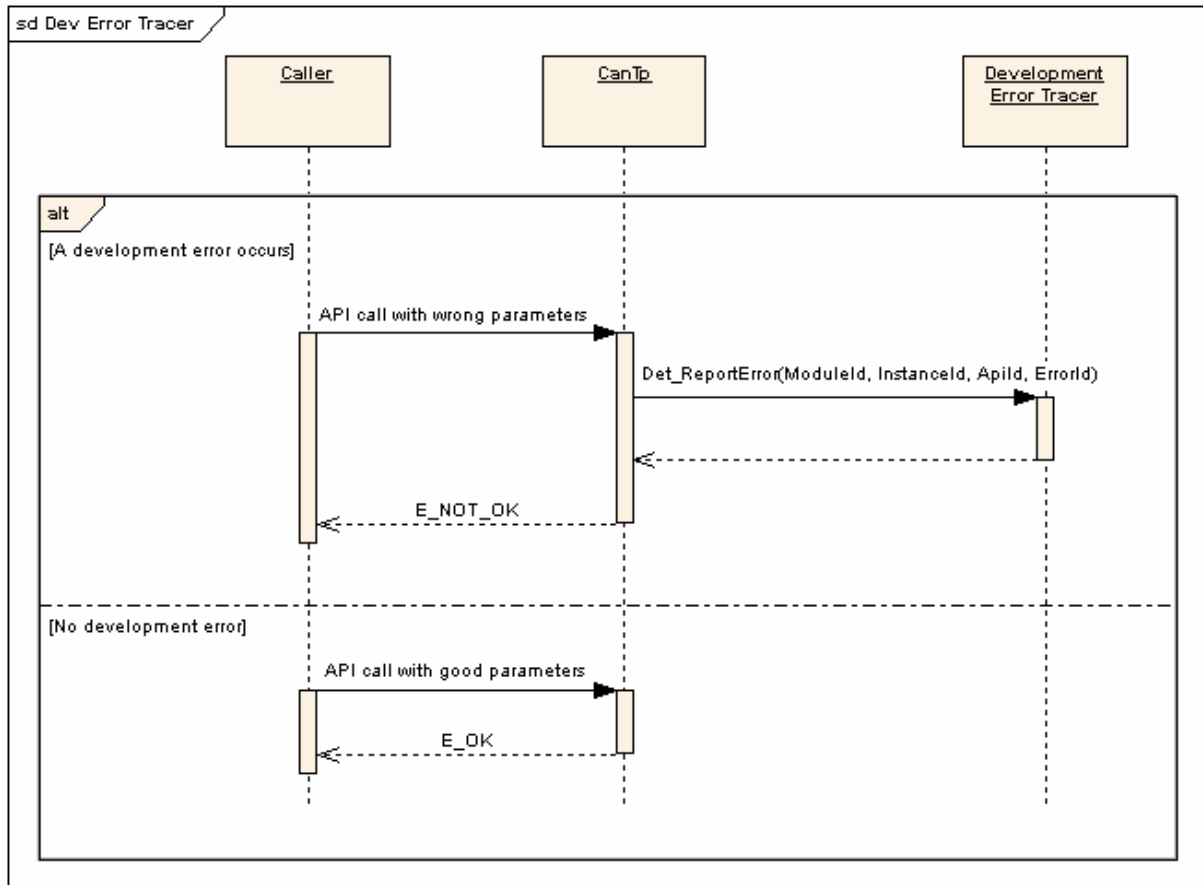 sd Dev Error Tracer
Caller
CanTp
Development
Error Tracer
alt
[A development error occurs]
API call with wrong parameters
Det_ReportError(ModuleId, InstanceId, ApiId, ErrorId)
E_NOT_OK
[No development error]
API call with good parameters
E_OK